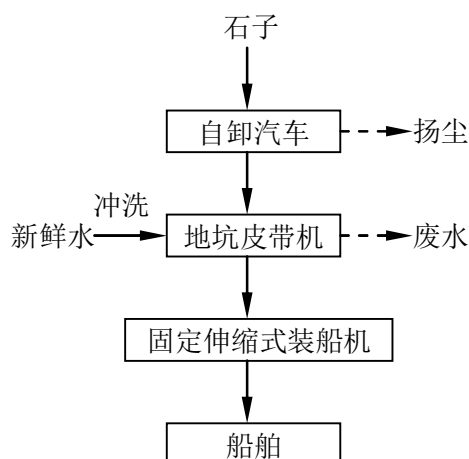 石子
自卸汽车
扬尘
冲洗
新鲜水
地坑皮带机
废水
固定伸缩式装船机
船舶